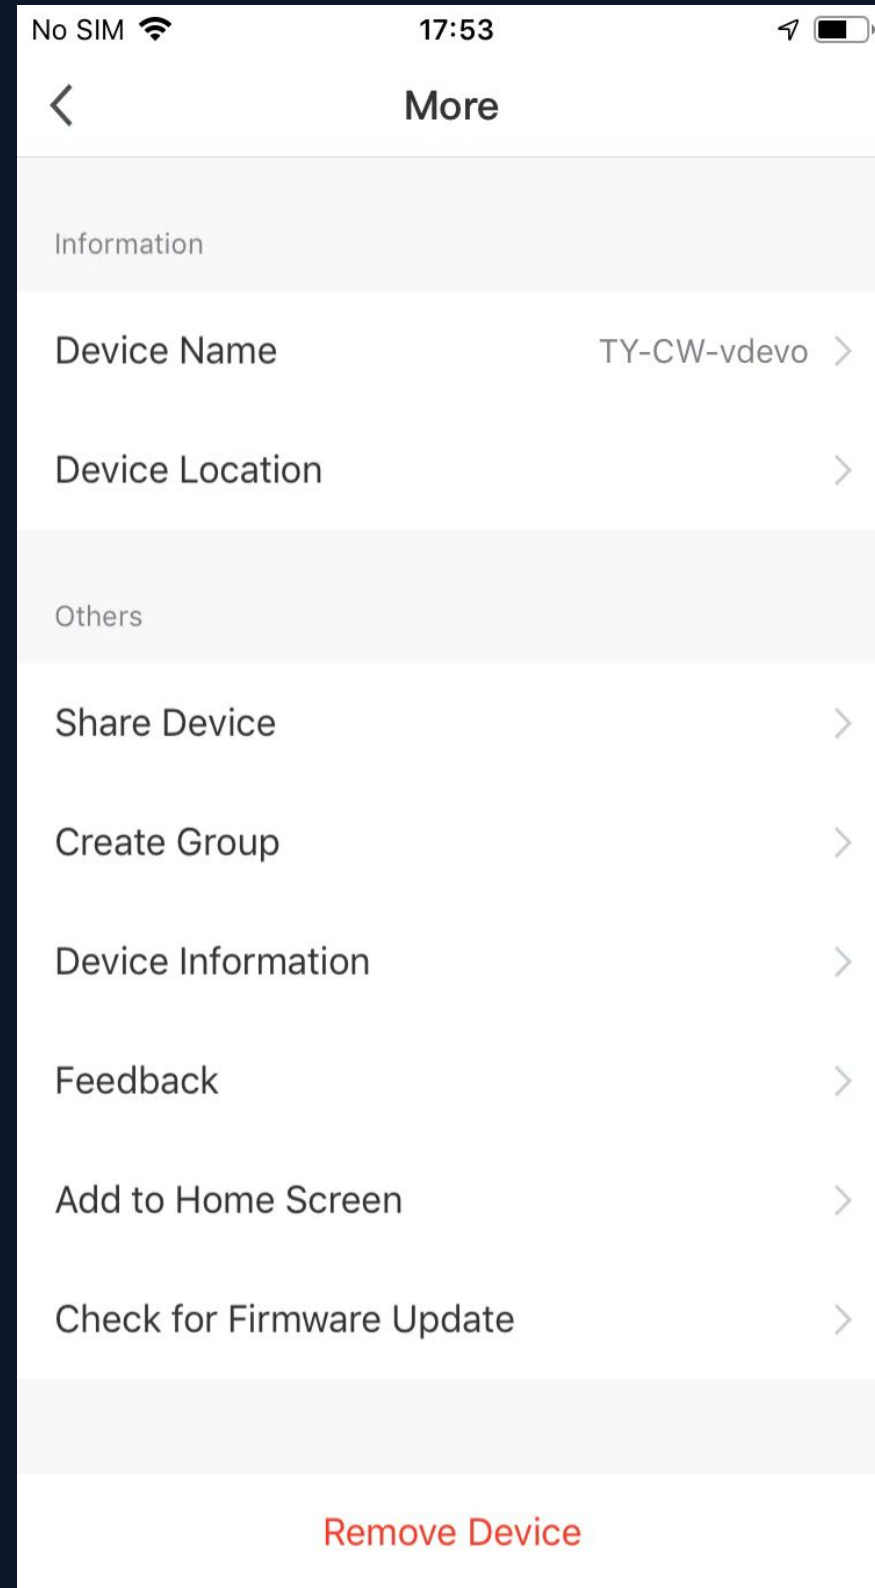 No SIM 17:53
More
Information
Device Name TY-CW-vdevo
Device Location
Others
Share Device
Create Group
Device Information
Feedback
Add to Home Screen
Check for Firmware Update
Remove Device